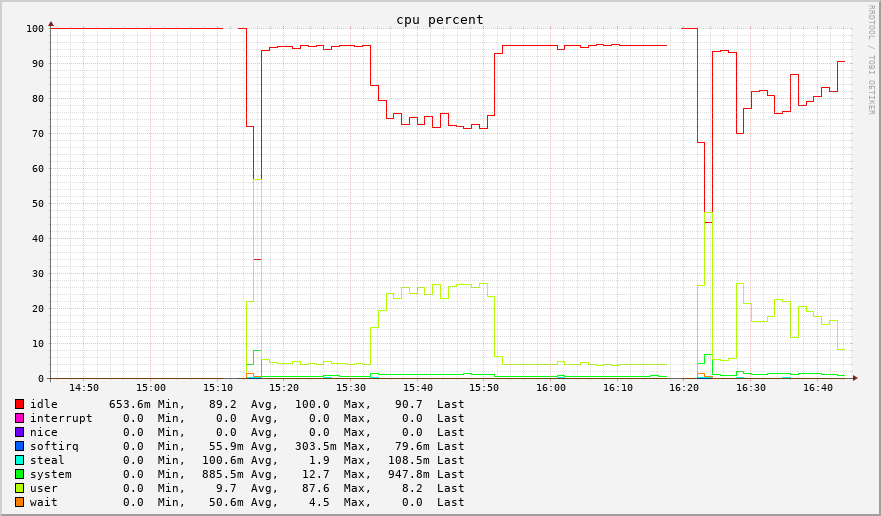 cpu percent
RRDTOOL / TOBI OETIKER
100
90
80
70
60
50
40
30
20
10
0
14:50 15:00 15:10 15:20 15:30 15:40 15:50 16:00 16:10 16:20 16:30 16:40
idle 653.6m Min, 89.2 Avg, 100.0 Max, 90.7 Last
interrupt 0.0 Min, 0.0 Avg, 0.0 Max, 0.0 Last
nice 0.0 Min, 0.0 Avg, 0.0 Max, 0.0 Last
softirq 0.0 Min, 55.9m Avg, 303.5m Max, 79.6m Last
steal 0.0 Min, 100.6m Avg, 1.9 Max, 108.5m Last
system 0.0 Min, 885.5m Avg, 12.7 Max, 947.8m Last
user 0.0 Min, 9.7 Avg, 87.6 Max, 8.2 Last
wait 0.0 Min, 50.6m Avg, 4.5 Max, 0.0 Last